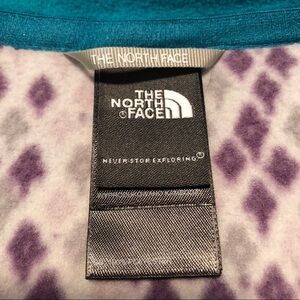 THE NORTH FACE
THE
NORTH
FACE
NEVER STOP EXPLORING